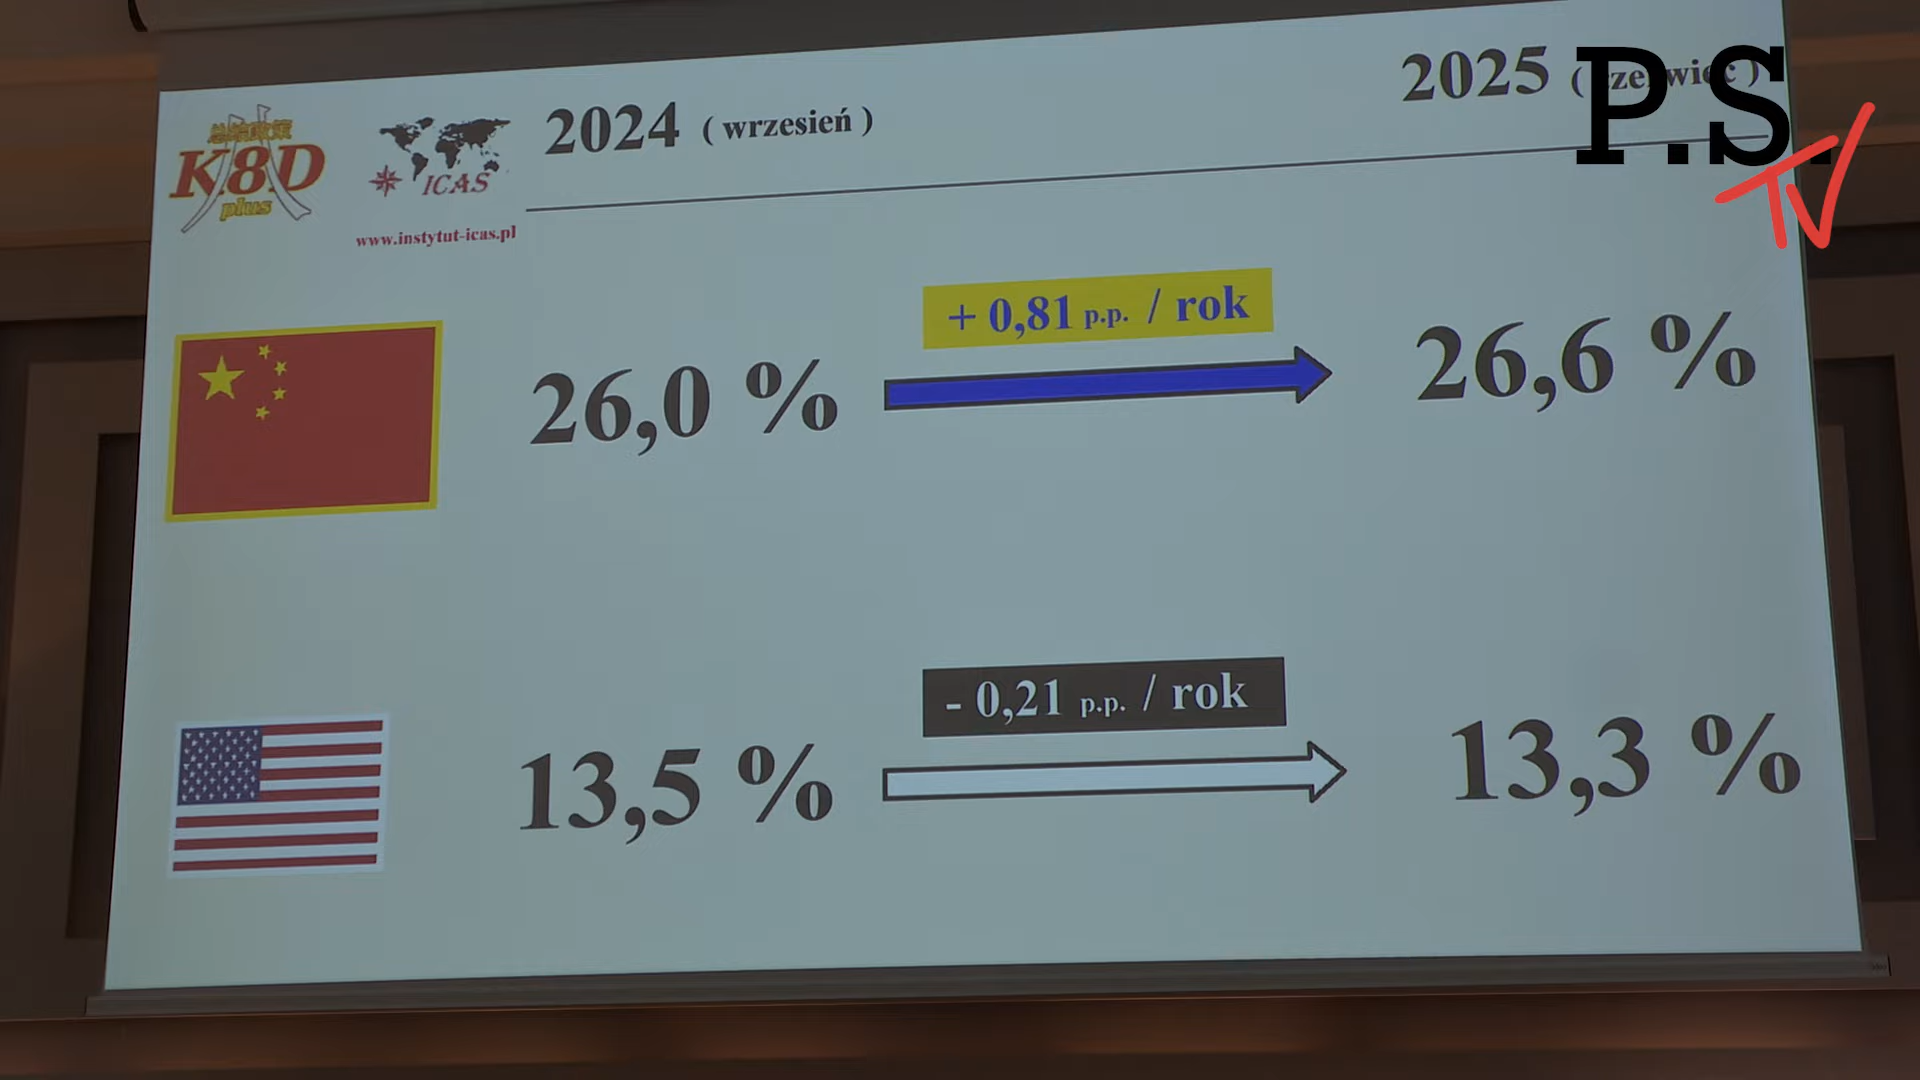 2024 ( wrzesień )
2025
P.S.
TV
K8D
plus
ICAS
www.instytut-icas.pl
+ 0,81 p.p. / rok
26,0 %
26,6 %
- 0,21 p.p. / rok
13,5 %
13,3 %